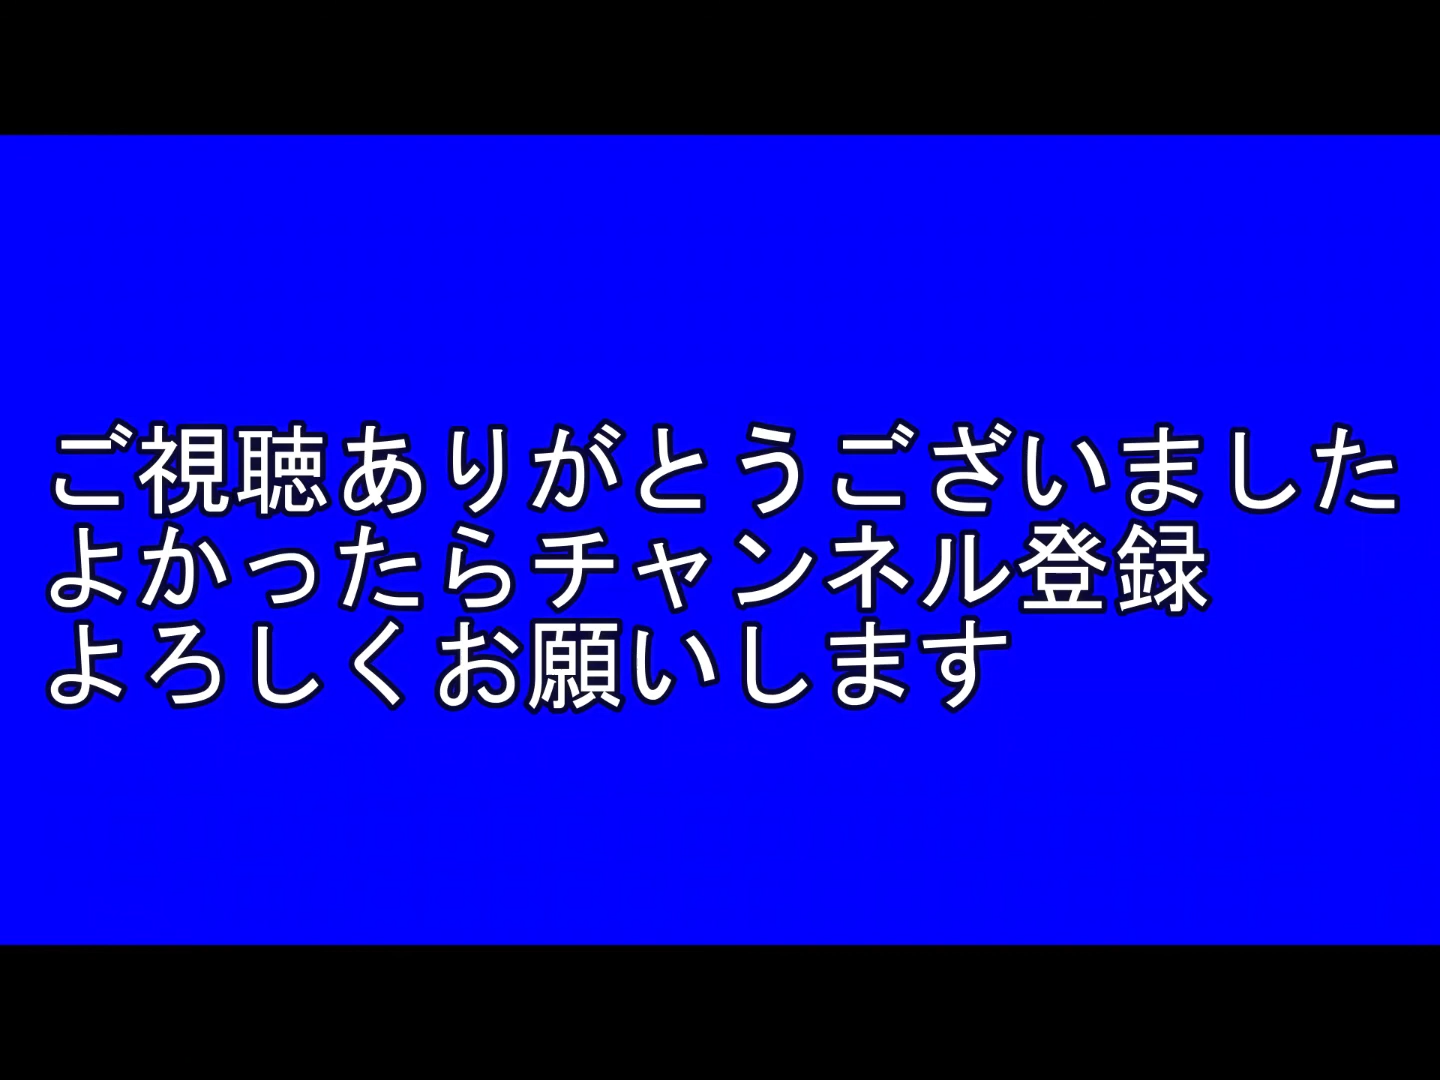 ご視聴ありがとうございました
よかったらチャンネル登録
よろしくお願いします